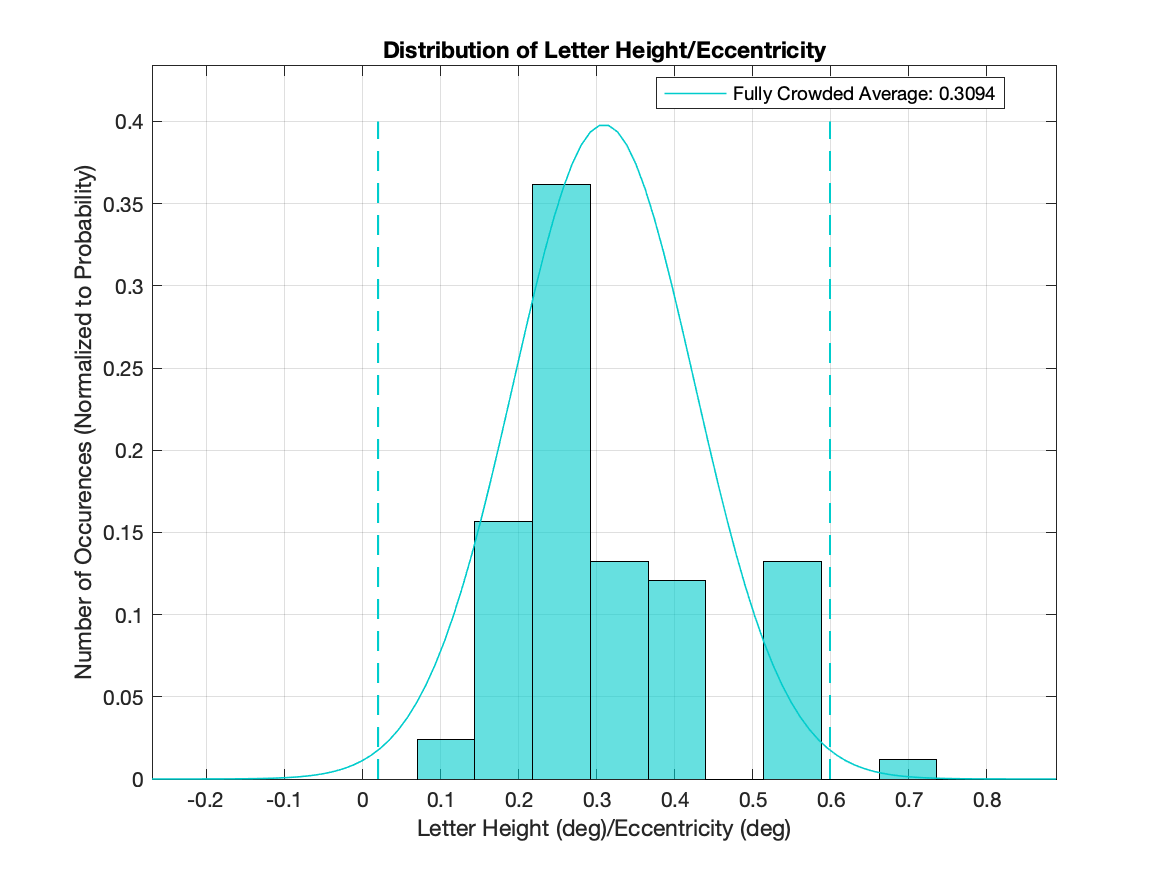 Distribution of Letter Height/Eccentricity
Fully Crowded Average: 0.3094
0.4
0.35
0.3
0.25
0.2
0.15
0.1
0.05
0
Number of Occurences (Normalized to Probability)
-0.2 -0.1 0 0.1 0.2 0.3 0.4 0.5 0.6 0.7 0.8
Letter Height (deg)/Eccentricity (deg)